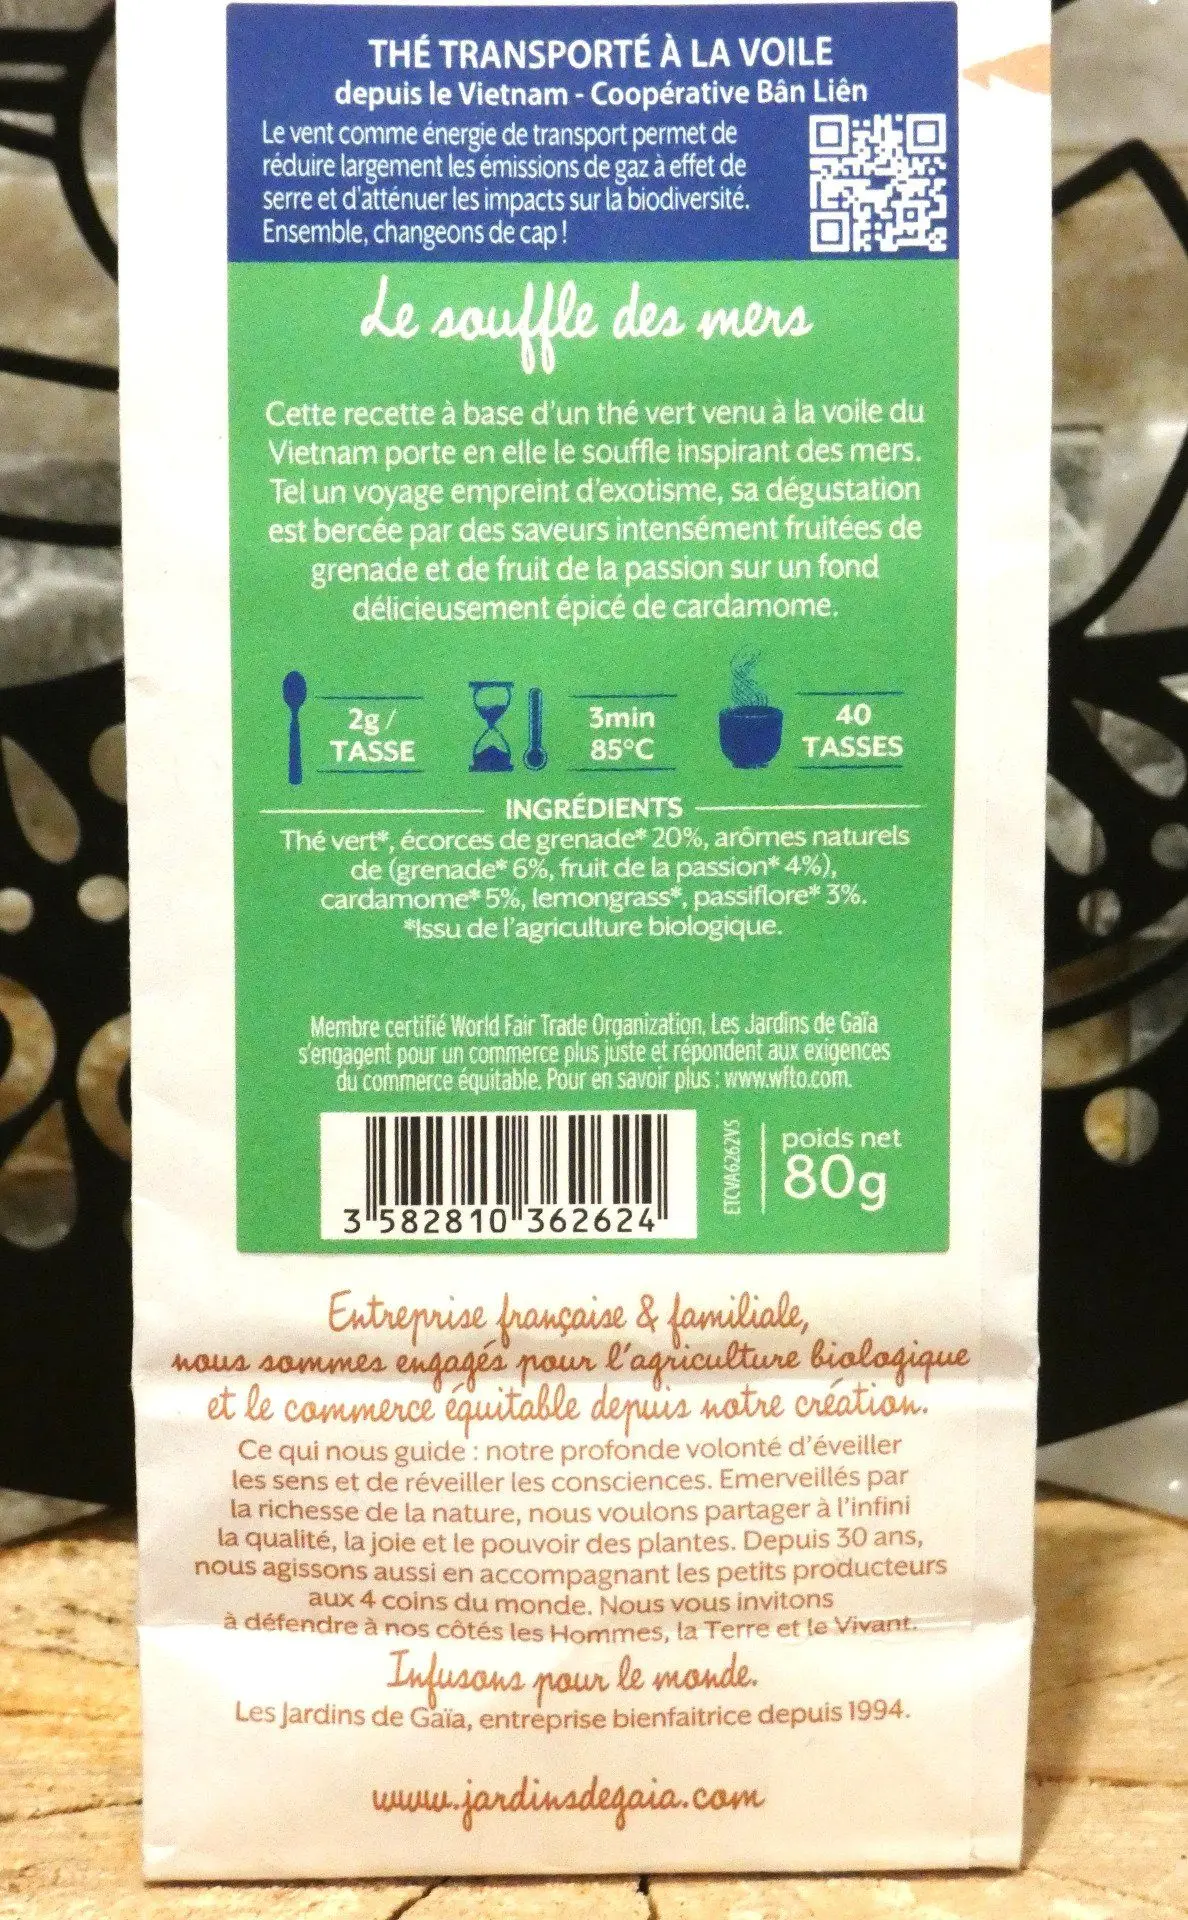 THÉ TRANSPORTÉ À LA VOILE
depuis le Vietnam - Coopérative Bân Liên
Le vent comme énergie de transport permet de
réduire largement les émissions de gaz à effet de
serre et d'atténuer les impacts sur la biodiversité.
Ensemble, changeons de cap !
Le souffle des mers
Cette recette à base d'un thé vert venu à la voile du
Vietnam porte en elle le souffle inspirant des mers.
Tel un voyage empreint d'exotisme, sa dégustation
est bercée par des saveurs intensément fruitées de
grenade et de fruit de la passion sur un fond
délicieusement épicé de cardamome.
2g /
TASSE
3min
85°C
40
TASSES
INGRÉDIENTS
Thé vert*, écorces de grenade* 20%, arômes naturels
de (grenade* 6%, fruit de la passion* 4%),
cardamome* 5%, lemongrass*, passiflore* 3%.
*Issu de l'agriculture biologique.
Membre certifié World Fair Trade Organization, Les Jardins de Gaïa
s'engagent pour un commerce plus juste et répondent aux exigences
du commerce équitable. Pour en savoir plus : www.wfto.com.
3 582810 362624
ETCVA6262VS
poids net
80g
Entreprise française & familiale,
nous sommes engagés pour l'agriculture biologique
et le commerce équitable depuis notre création.
Ce qui nous guide : notre profonde volonté d'éveiller
les sens et de réveiller les consciences. Emerveillés par
la richesse de la nature, nous voulons partager à l'infini
la qualité, la joie et le pouvoir des plantes. Depuis 30 ans,
nous agissons aussi en accompagnant les petits producteurs
aux 4 coins du monde. Nous vous invitons
à défendre à nos côtés les Hommes, la Terre et le Vivant.
Infusons pour le monde.
Les Jardins de Gaïa, entreprise bienfaitrice depuis 1994.
www.jardinsdegaia.com